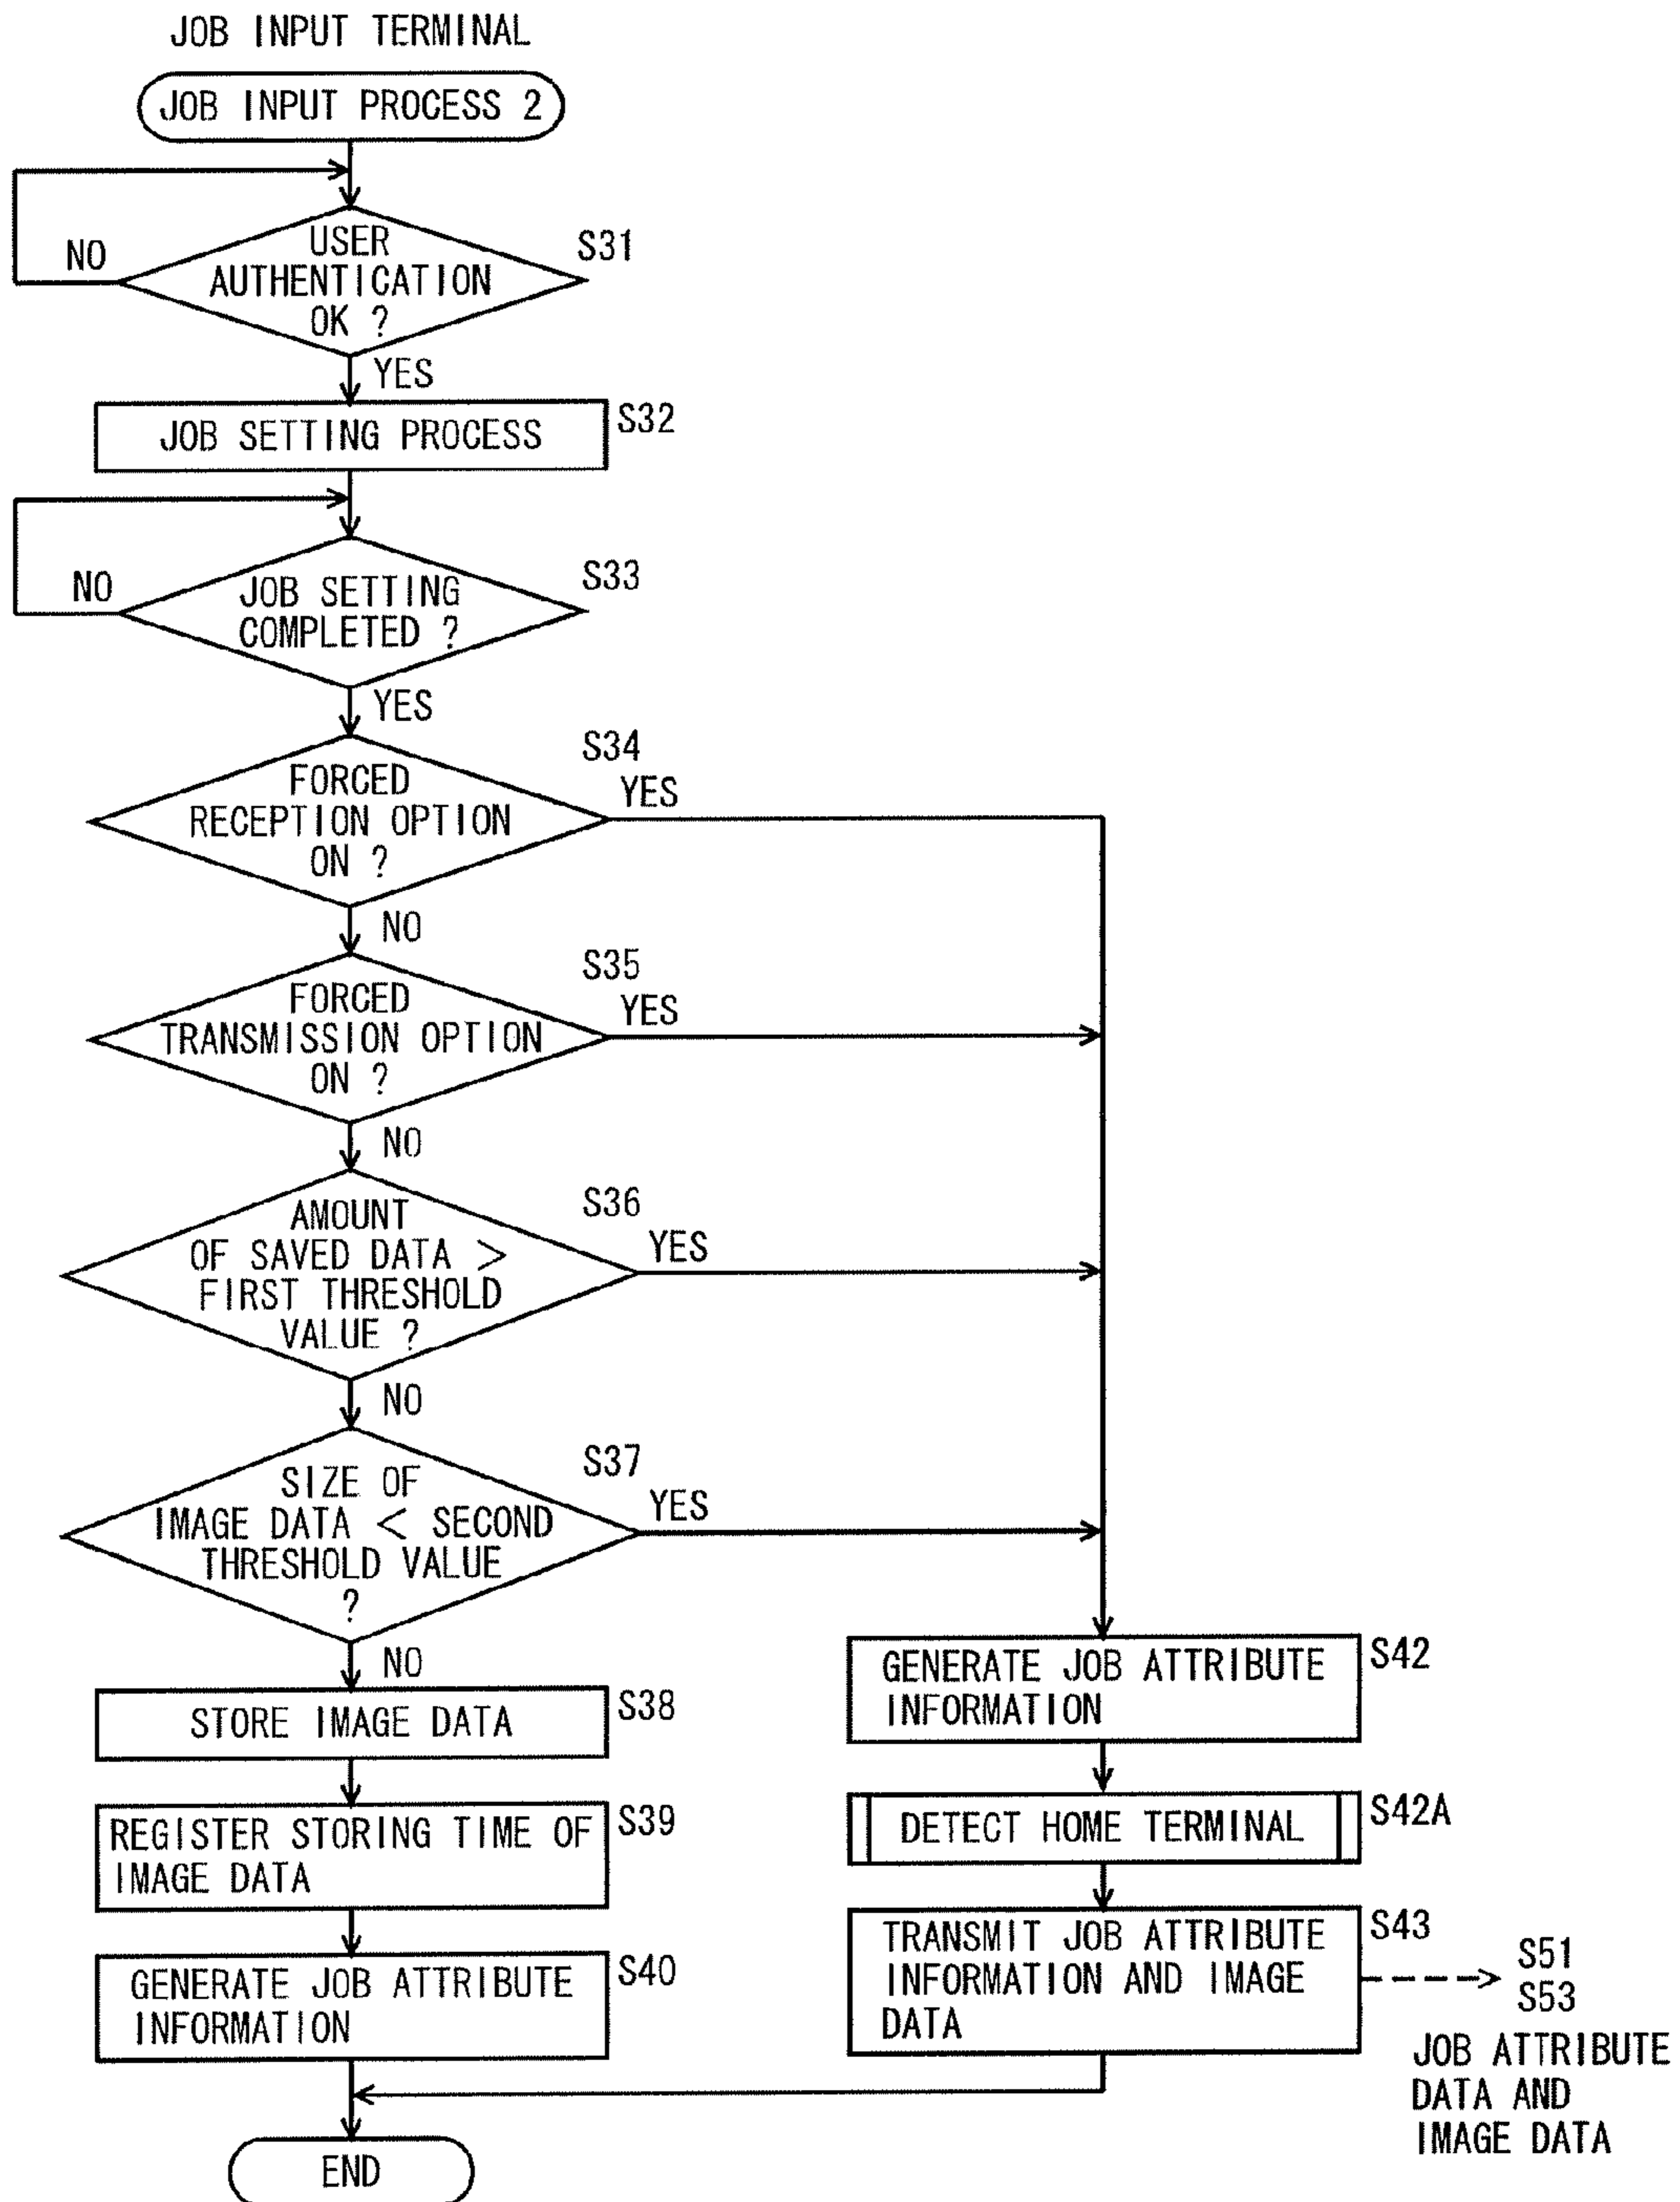 JOB INPUT TERMINAL
JOB INPUT PROCESS 2
USER
AUTHENTICATION
OK ?
S31
NO
YES
JOB SETTING PROCESS
S32
JOB SETTING
COMPLETED ?
S33
NO
YES
FORCED
RECEPTION OPTION
ON ?
S34
YES
NO
FORCED
TRANSMISSION OPTION
ON ?
S35
YES
NO
AMOUNT
OF SAVED DATA >
FIRST THRESHOLD
VALUE ?
S36
YES
NO
SIZE OF
IMAGE DATA < SECOND
THRESHOLD VALUE
?
S37
YES
NO
STORE IMAGE DATA
S38
REGISTER STORING TIME OF
IMAGE DATA
S39
GENERATE JOB ATTRIBUTE
INFORMATION
S40
GENERATE JOB ATTRIBUTE
INFORMATION
S42
DETECT HOME TERMINAL
S42A
TRANSMIT JOB ATTRIBUTE
INFORMATION AND IMAGE
DATA
S43
S51
S53
JOB ATTRIBUTE
DATA AND
IMAGE DATA
END